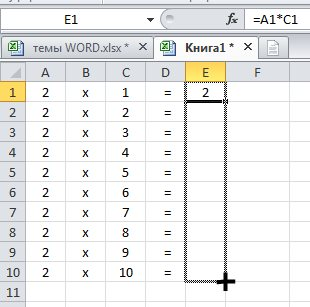 E1 fx =A1*C1
темы WORD.xlsx * Книга1 *
A B C D E F
1 2 x 1 = 2
2 2 x 2 =
3 2 x 3 =
4 2 x 4 =
5 2 x 5 =
6 2 x 6 =
7 2 x 7 =
8 2 x 8 =
9 2 x 9 =
10 2 x 10 =
11